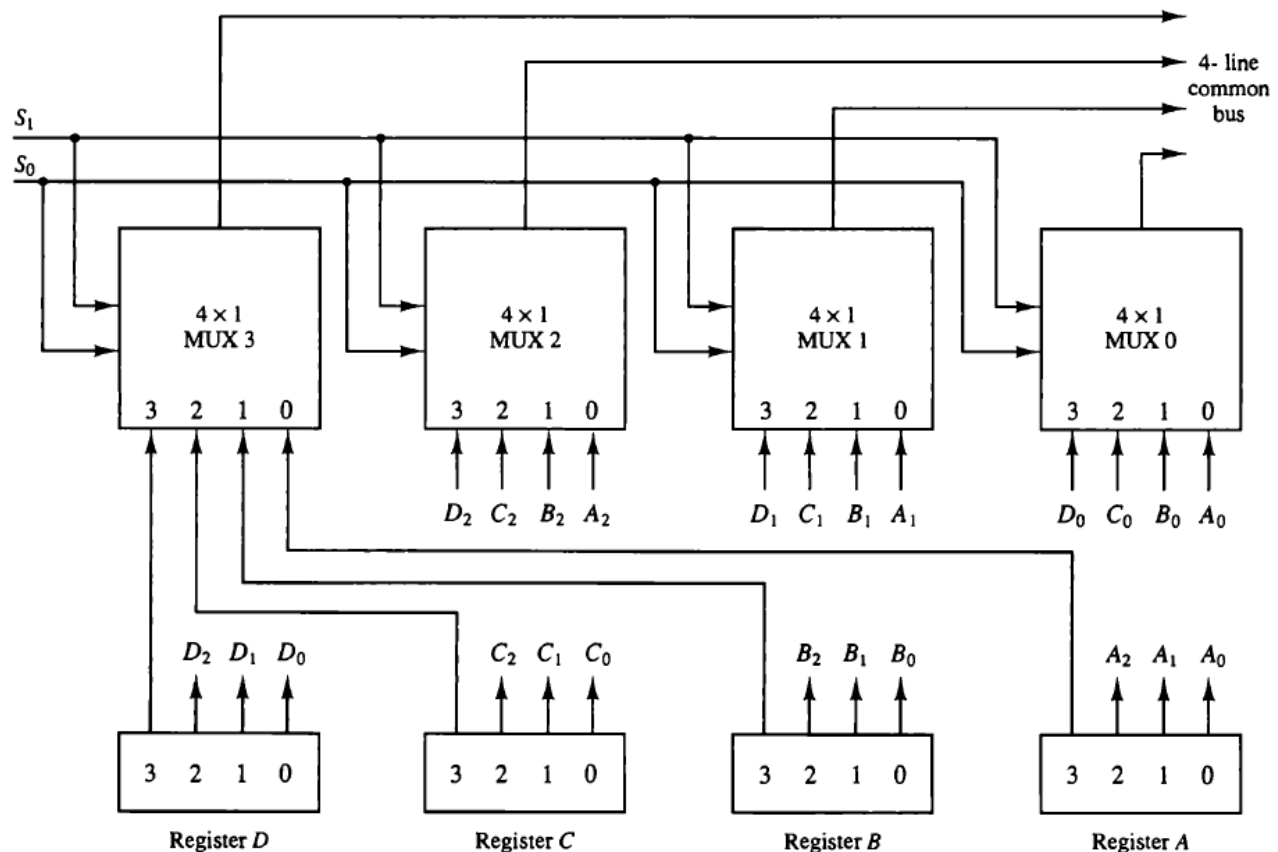 4- line
common
bus
S₁
S₀
4 × 1
MUX 3
3 2 1 0
4 × 1
MUX 2
3 2 1 0
4 × 1
MUX 1
3 2 1 0
4 × 1
MUX 0
3 2 1 0
D₂ C₂ B₂ A₂
D₁ C₁ B₁ A₁
D₀ C₀ B₀ A₀
D₂ D₁ D₀
C₂ C₁ C₀
B₂ B₁ B₀
A₂ A₁ A₀
3 2 1 0
3 2 1 0
3 2 1 0
3 2 1 0
Register D
Register C
Register B
Register A